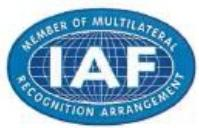 MEMBER OF MULTILATERAL
IAF
RECOGNITION ARRANGEMENT